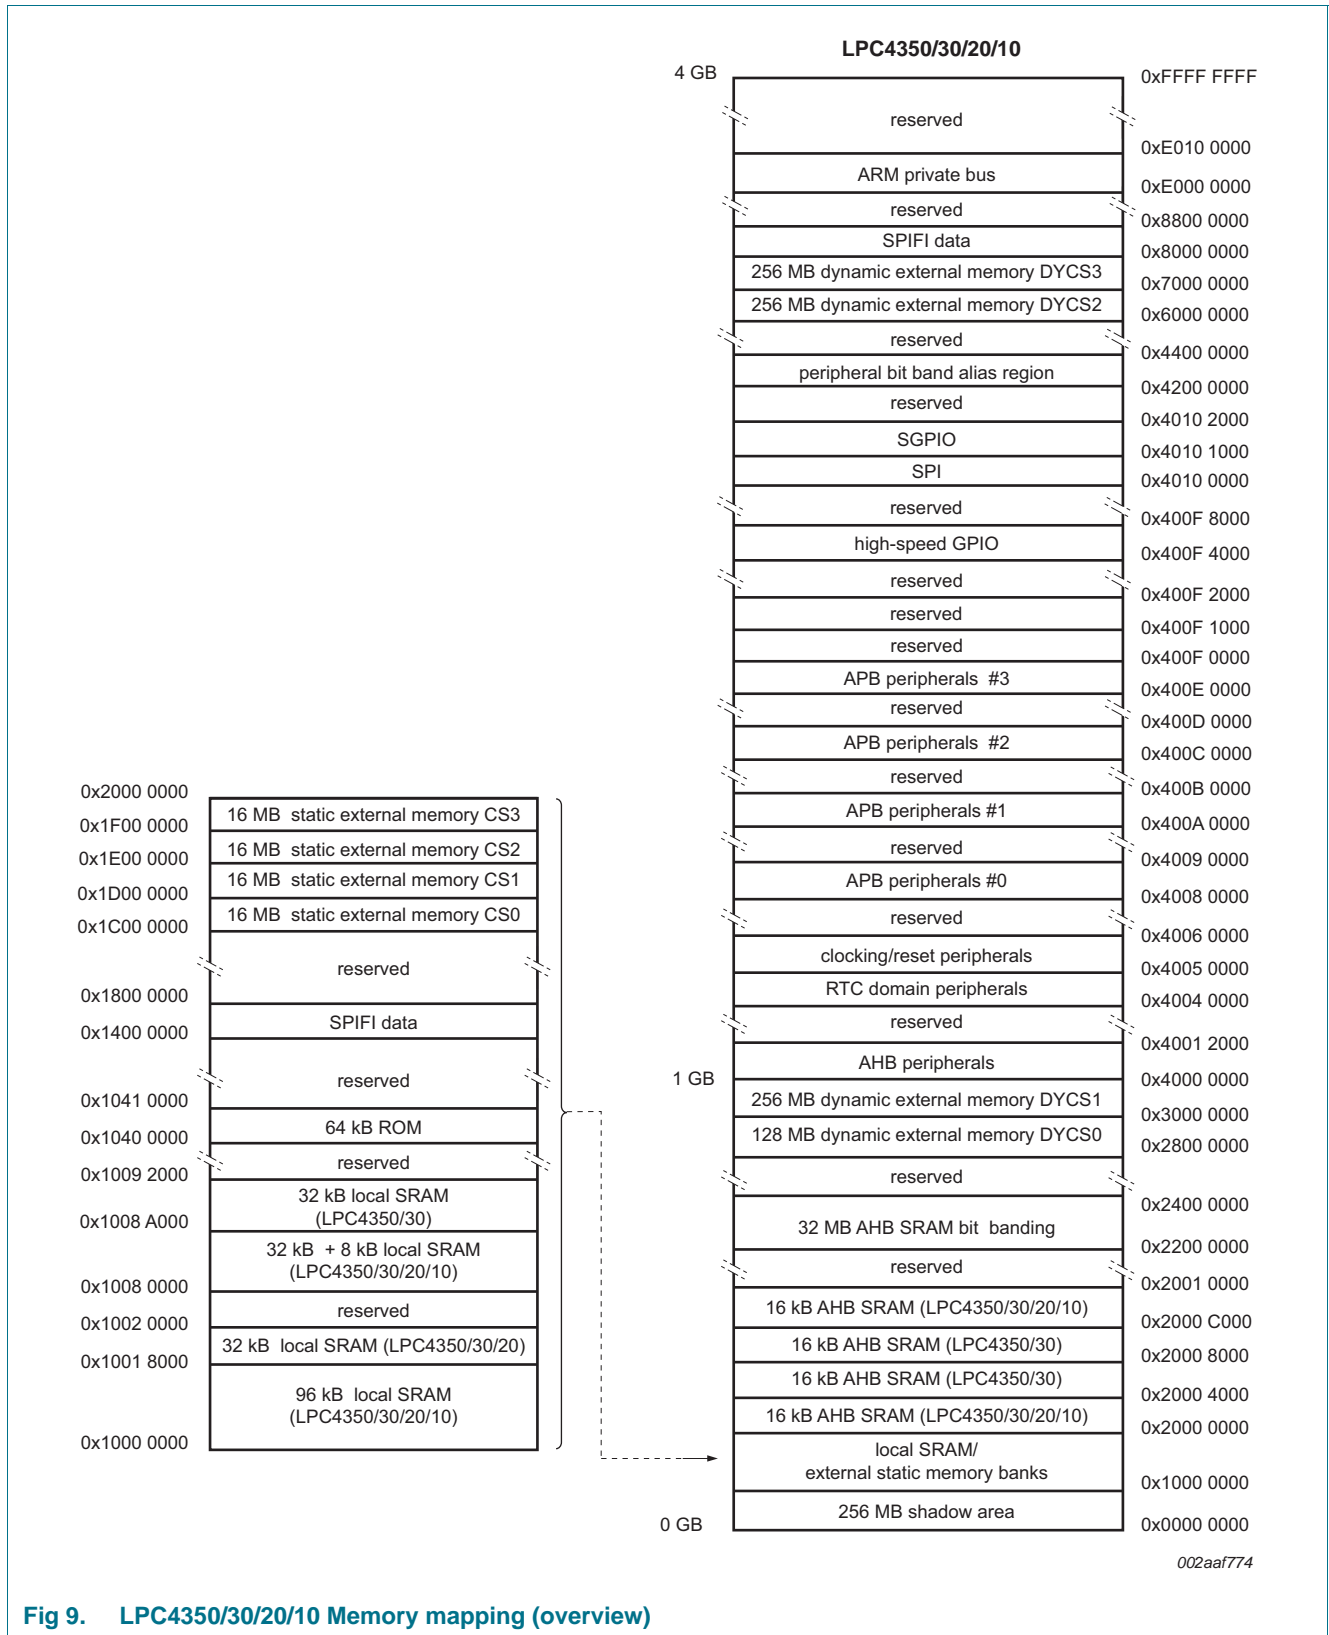 LPC4350/30/20/10
4 GB
0xFFFF FFFF
reserved
0xE010 0000
ARM private bus
0xE000 0000
reserved
0x8800 0000
SPIFI data
0x8000 0000
256 MB dynamic external memory DYCS3
0x7000 0000
256 MB dynamic external memory DYCS2
0x6000 0000
reserved
0x4400 0000
peripheral bit band alias region
0x4200 0000
reserved
0x4010 2000
SGPIO
0x4010 1000
SPI
0x4010 0000
reserved
0x400F 8000
high-speed GPIO
0x400F 4000
reserved
0x400F 2000
reserved
0x400F 1000
reserved
0x400F 0000
APB peripherals #3
0x400E 0000
reserved
0x400D 0000
APB peripherals #2
0x400C 0000
reserved
0x400B 0000
APB peripherals #1
0x400A 0000
reserved
0x4009 0000
APB peripherals #0
0x4008 0000
reserved
0x4006 0000
clocking/reset peripherals
0x4005 0000
RTC domain peripherals
0x4004 0000
reserved
0x4001 2000
AHB peripherals
1 GB
0x4000 0000
256 MB dynamic external memory DYCS1
0x3000 0000
128 MB dynamic external memory DYCS0
0x2800 0000
reserved
0x2400 0000
32 MB AHB SRAM bit banding
0x2200 0000
reserved
0x2001 0000
16 kB AHB SRAM (LPC4350/30/20/10)
0x2000 C000
16 kB AHB SRAM (LPC4350/30)
0x2000 8000
16 kB AHB SRAM (LPC4350/30)
0x2000 4000
16 kB AHB SRAM (LPC4350/30/20/10)
0x2000 0000
local SRAM/
external static memory banks
0x1000 0000
256 MB shadow area
0 GB
0x0000 0000
0x2000 0000
16 MB static external memory CS3
0x1F00 0000
16 MB static external memory CS2
0x1E00 0000
16 MB static external memory CS1
0x1D00 0000
16 MB static external memory CS0
0x1C00 0000
reserved
0x1800 0000
SPIFI data
0x1400 0000
reserved
0x1041 0000
64 kB ROM
0x1040 0000
reserved
0x1009 2000
32 kB local SRAM
(LPC4350/30)
0x1008 A000
32 kB + 8 kB local SRAM
(LPC4350/30/20/10)
0x1008 0000
reserved
0x1002 0000
32 kB local SRAM (LPC4350/30/20)
0x1001 8000
96 kB local SRAM
(LPC4350/30/20/10)
0x1000 0000
002aaf774
Fig 9. LPC4350/30/20/10 Memory mapping (overview)